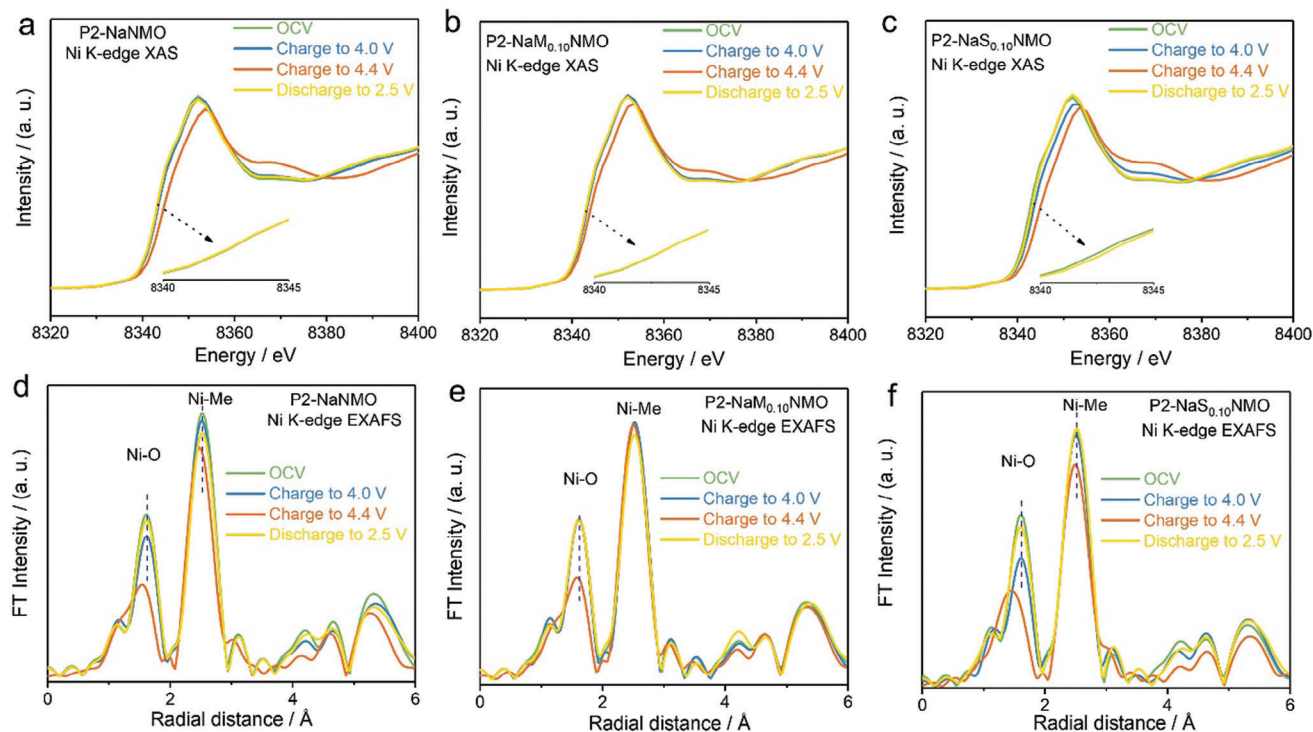 a
P2-NaNMO
Ni K-edge XAS
OCV
Charge to 4.0 V
Charge to 4.4 V
Discharge to 2.5 V
Intensity / (a. u.)
8340 8345
8320 8340 8360 8380 8400
Energy / eV
b
P2-NaM0.10NMO
Ni K-edge XAS
OCV
Charge to 4.0 V
Charge to 4.4 V
Discharge to 2.5 V
Intensity / (a. u.)
8340 8345
8320 8340 8360 8380 8400
Energy / eV
c
P2-NaS0.10NMO
Ni K-edge XAS
OCV
Charge to 4.0 V
Charge to 4.4 V
Discharge to 2.5 V
Intensity / (a. u.)
8340 8345
8320 8340 8360 8380 8400
Energy / eV
d
Ni-Me
P2-NaNMO
Ni K-edge EXAFS
Ni-O
OCV
Charge to 4.0 V
Charge to 4.4 V
Discharge to 2.5 V
FT Intensity / (a. u.)
0 2 4 6
Radial distance / Å
e
Ni-Me
P2-NaM0.10NMO
Ni K-edge EXAFS
Ni-O
OCV
Charge to 4.0 V
Charge to 4.4 V
Discharge to 2.5 V
FT Intensity / (a. u.)
0 2 4 6
Radial distance / Å
f
Ni-Me
P2-NaS0.10NMO
Ni K-edge EXAFS
Ni-O
OCV
Charge to 4.0 V
Charge to 4.4 V
Discharge to 2.5 V
FT Intensity / (a. u.)
0 2 4 6
Radial distance / Å